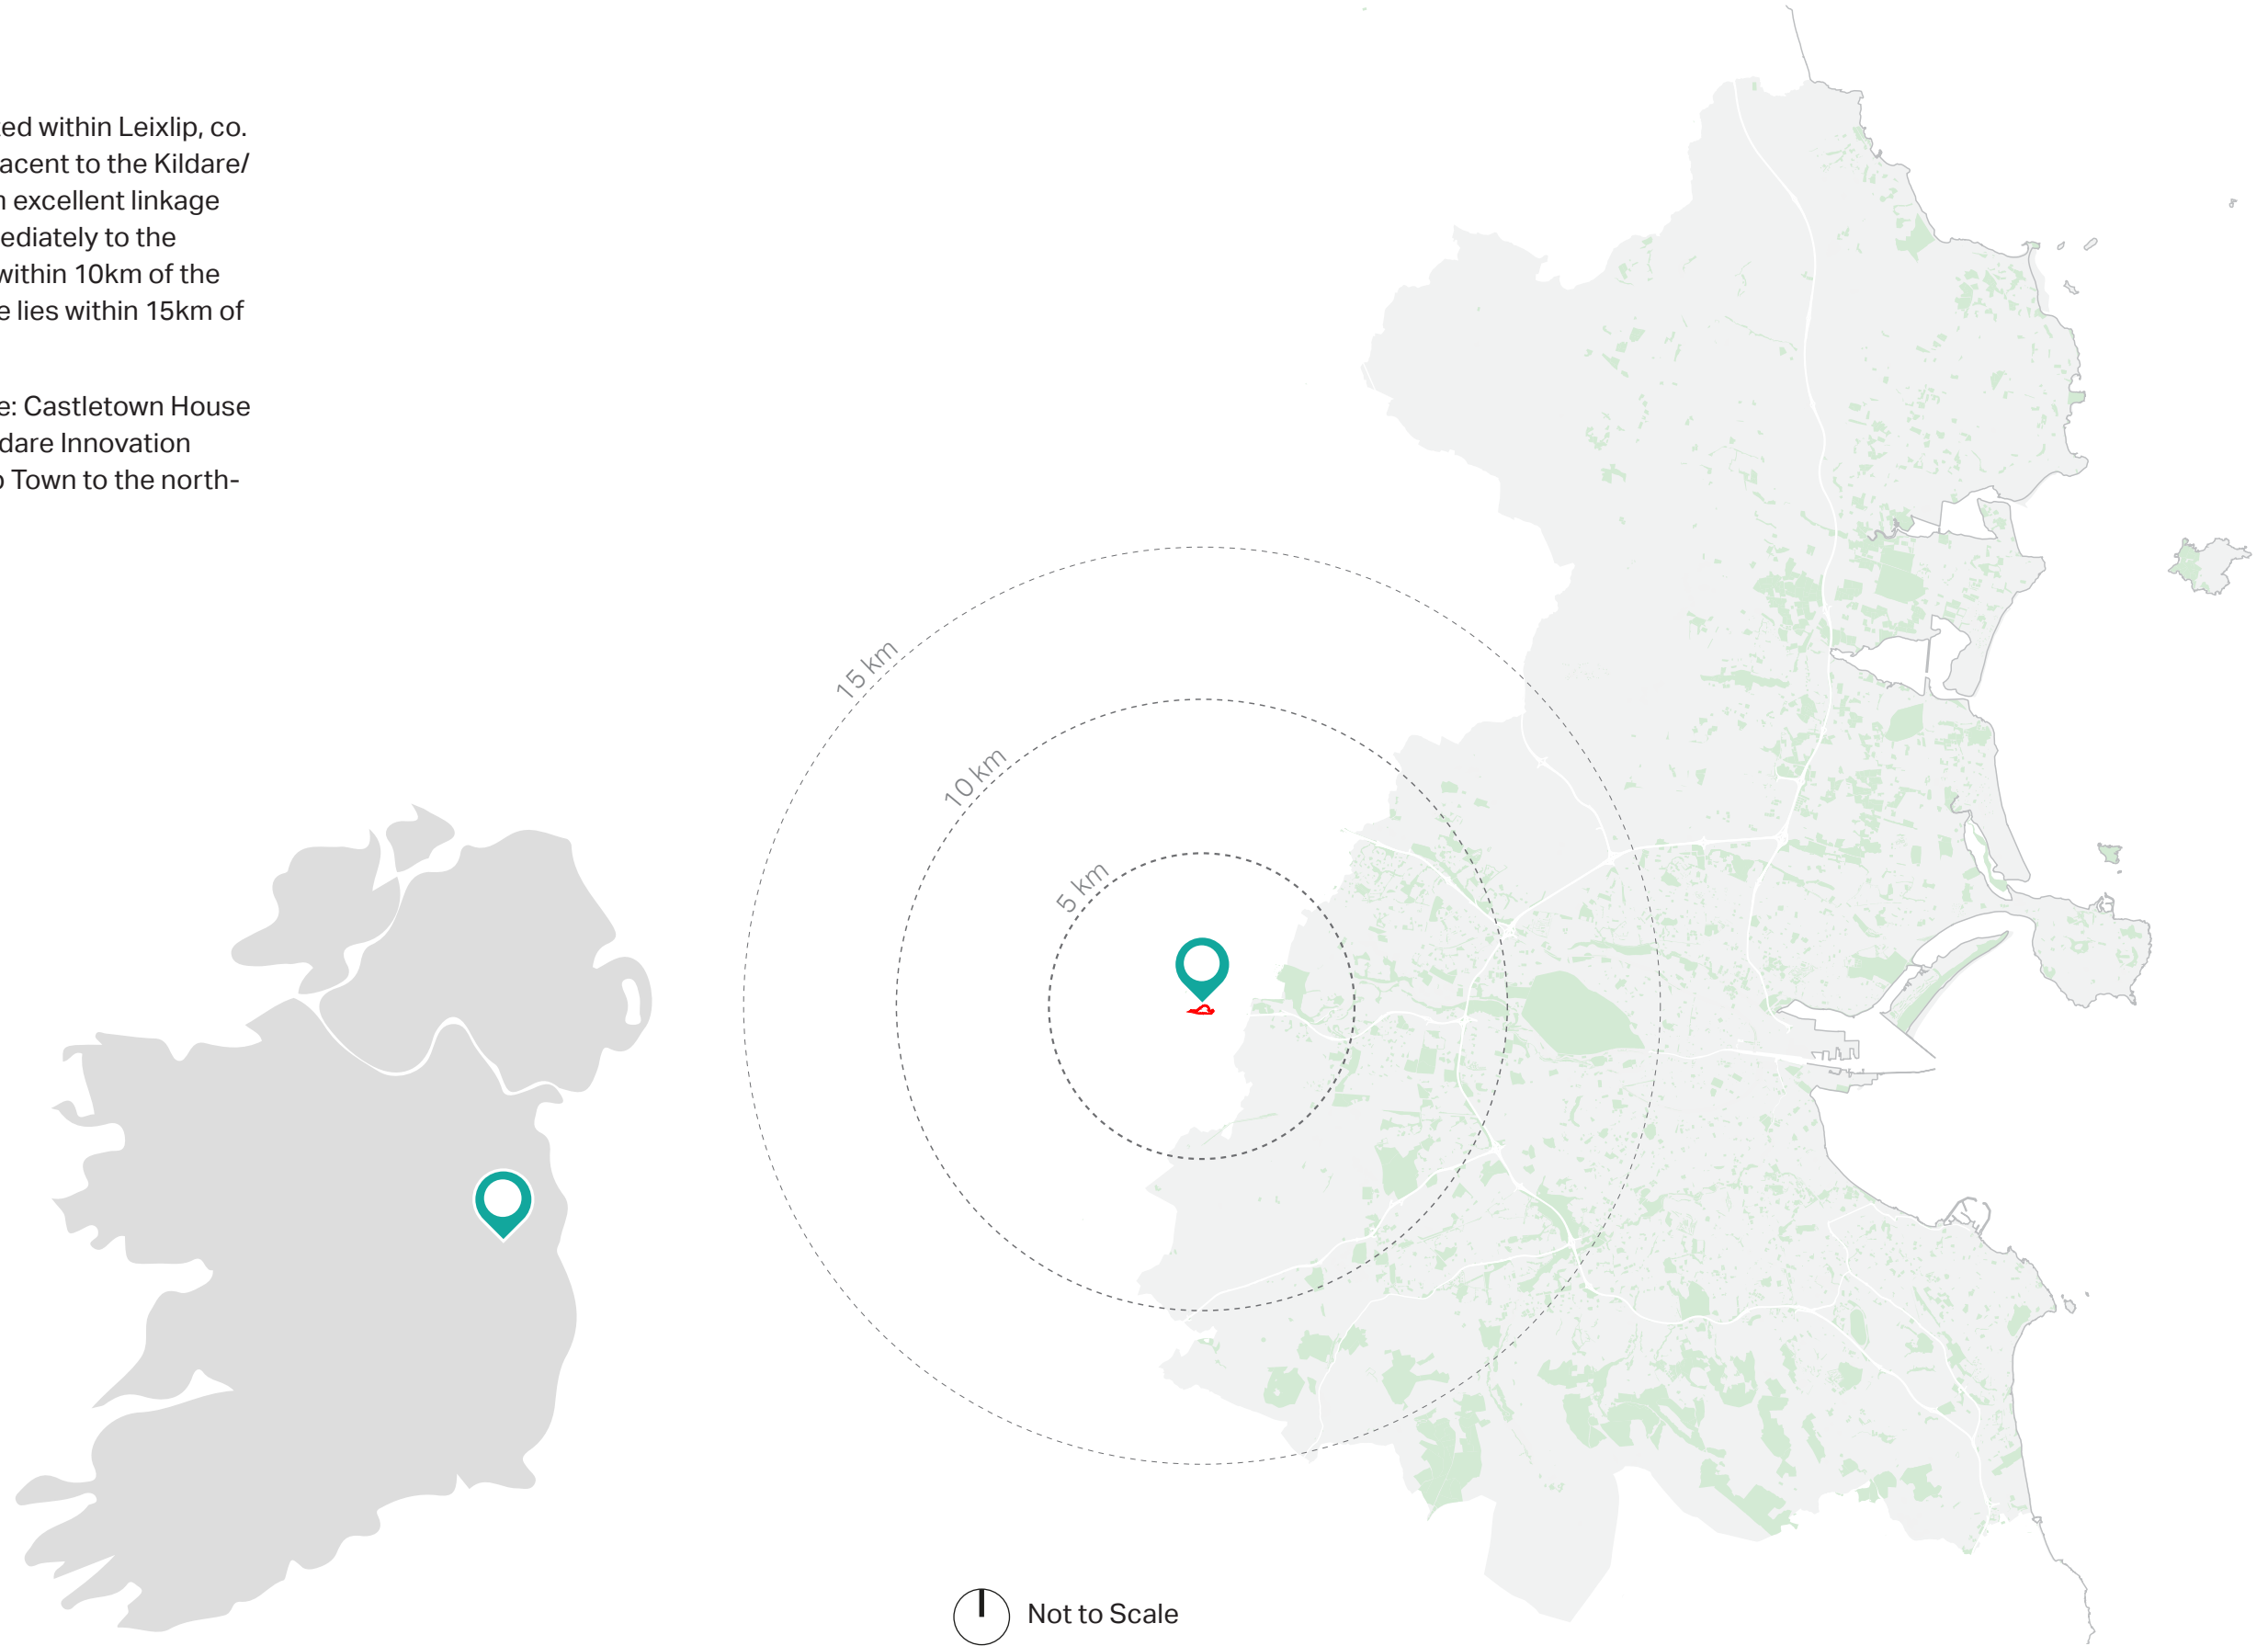 ed within Leixlip, co.
acent to the Kildare/
n excellent linkage
ediately to the
within 10km of the
e lies within 15km of
e: Castletown House
dare Innovation
o Town to the north-
15 km
10 km
5 km
Not to Scale